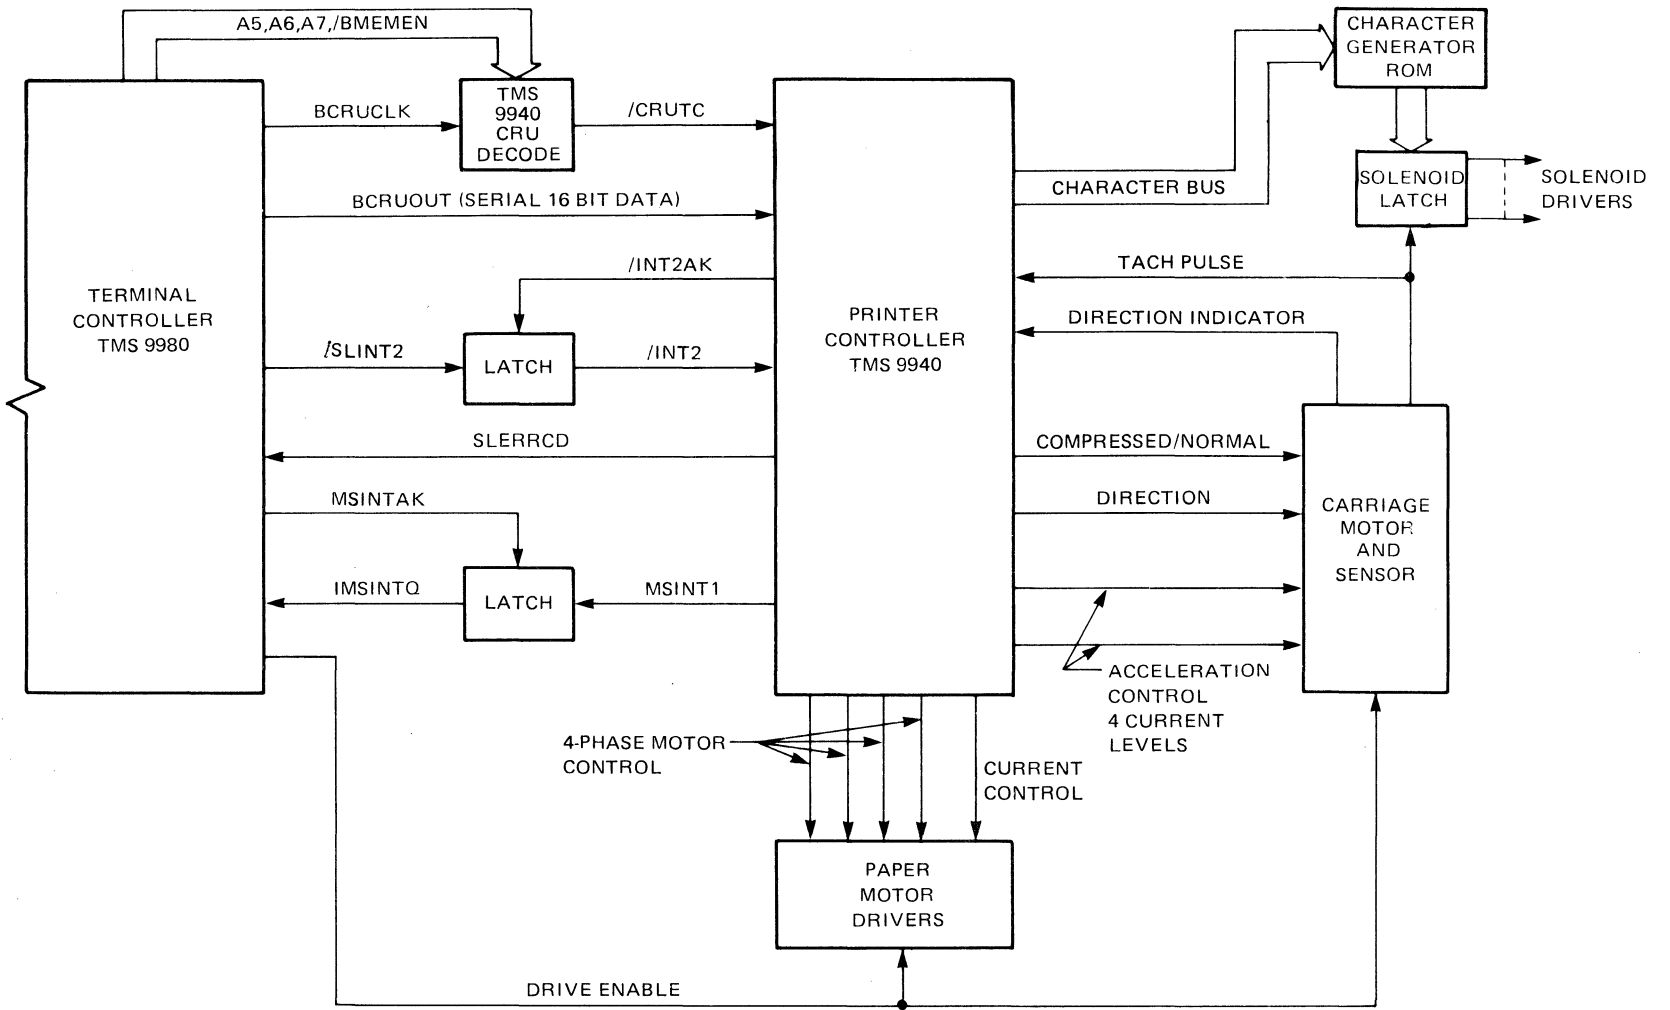 A5,A6,A7,/BMEMEN
CHARACTER
GENERATOR
ROM
TMS
9940
CRU
DECODE
BCRUCLK
/CRUTC
SOLENOID
LATCH
SOLENOID
DRIVERS
CHARACTER BUS
BCRUOUT (SERIAL 16 BIT DATA)
/INT2AK
TACH PULSE
TERMINAL
CONTROLLER
TMS 9980
PRINTER
CONTROLLER
TMS 9940
DIRECTION INDICATOR
/SLINT2
LATCH
/INT2
SLERRCD
COMPRESSED/NORMAL
MSINTAK
DIRECTION
CARRIAGE
MOTOR
AND
SENSOR
IMSINTQ
LATCH
MSINT1
ACCELERATION
CONTROL
4 CURRENT
LEVELS
4-PHASE MOTOR
CONTROL
CURRENT
CONTROL
PAPER
MOTOR
DRIVERS
DRIVE ENABLE